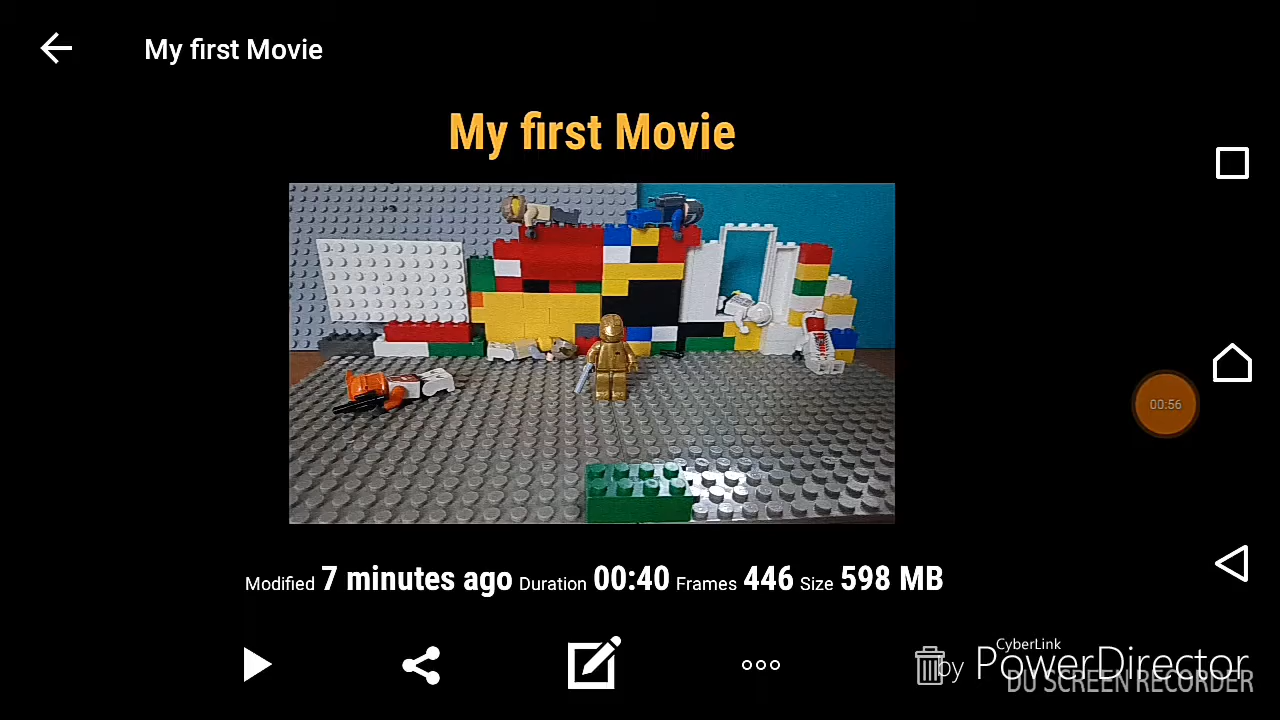 My first Movie
My first Movie
00:56
Modified 7 minutes ago Duration 00:40 Frames 446 Size 598 MB
CyberLink
by PowerDirector
DU SCREEN RECORDER